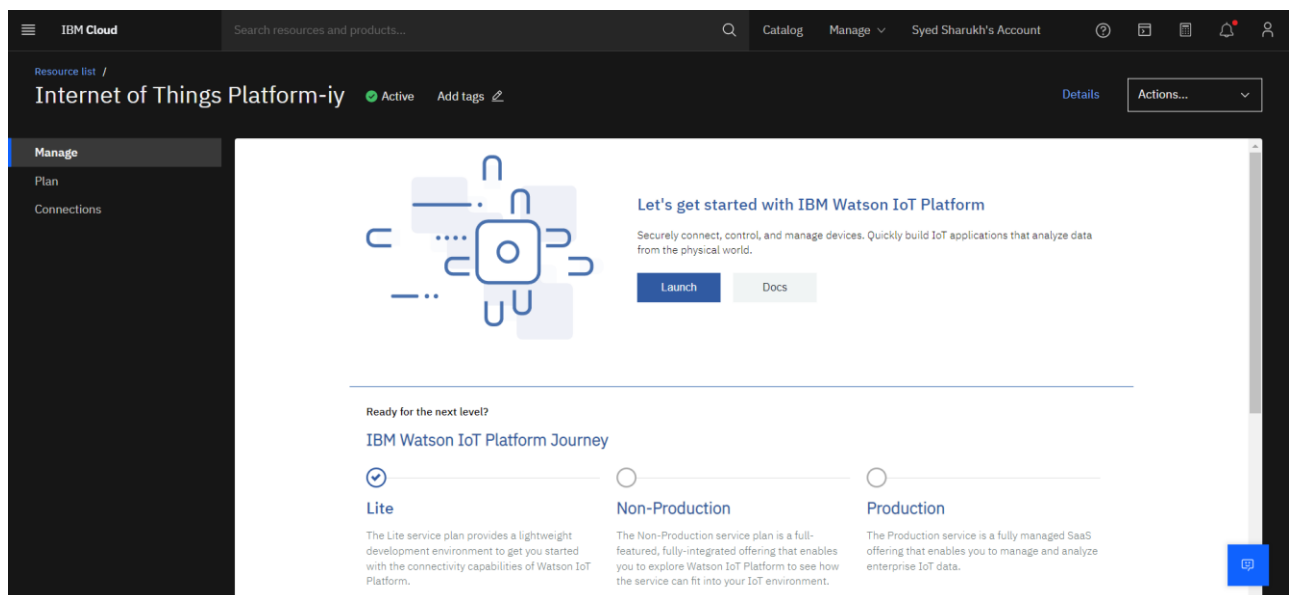 IBM Cloud
Search resources and products...
Catalog
Manage
Syed Sharukh's Account
Resource list /
Internet of Things Platform-iy
Active
Add tags
Details
Actions...
Manage
Plan
Connections
Let's get started with IBM Watson IoT Platform
Securely connect, control, and manage devices. Quickly build IoT applications that analyze data
from the physical world.
Launch
Docs
Ready for the next level?
IBM Watson IoT Platform Journey
Lite
The Lite service plan provides a lightweight
development environment to get you started
with the connectivity capabilities of Watson IoT
Platform.
Non-Production
The Non-Production service plan is a full-
featured, fully-integrated offering that enables
you to explore Watson IoT Platform to see how
the service can fit into your IoT environment.
Production
The Production service is a fully managed SaaS
offering that enables you to manage and analyze
enterprise IoT data.